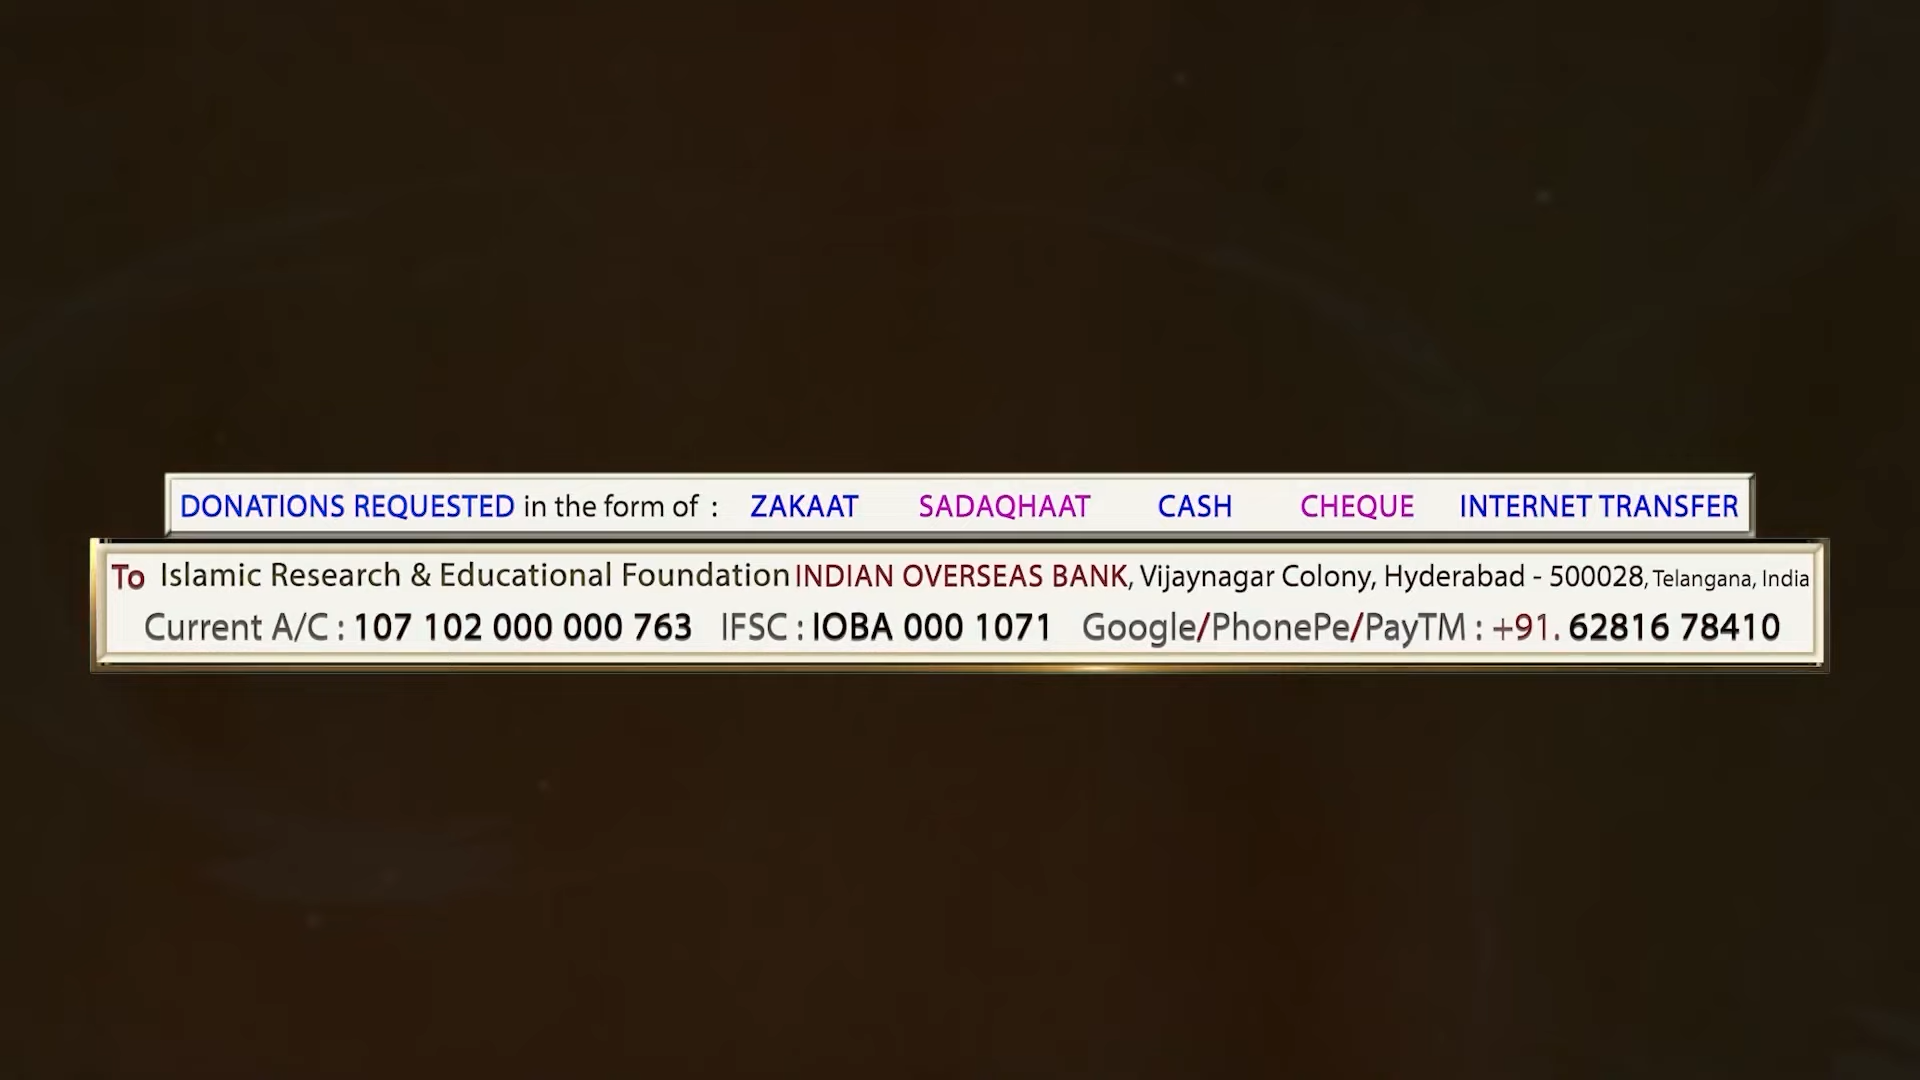 DONATIONS REQUESTED in the form of : ZAKAAT SADAQHAAT CASH CHEQUE INTERNET TRANSFER
To Islamic Research & Educational Foundation INDIAN OVERSEAS BANK, Vijaynagar Colony, Hyderabad - 500028, Telangana, India
Current A/C : 107 102 000 000 763 IFSC : IOBA 000 1071 Google/PhonePe/PayTM : +91. 62816 78410